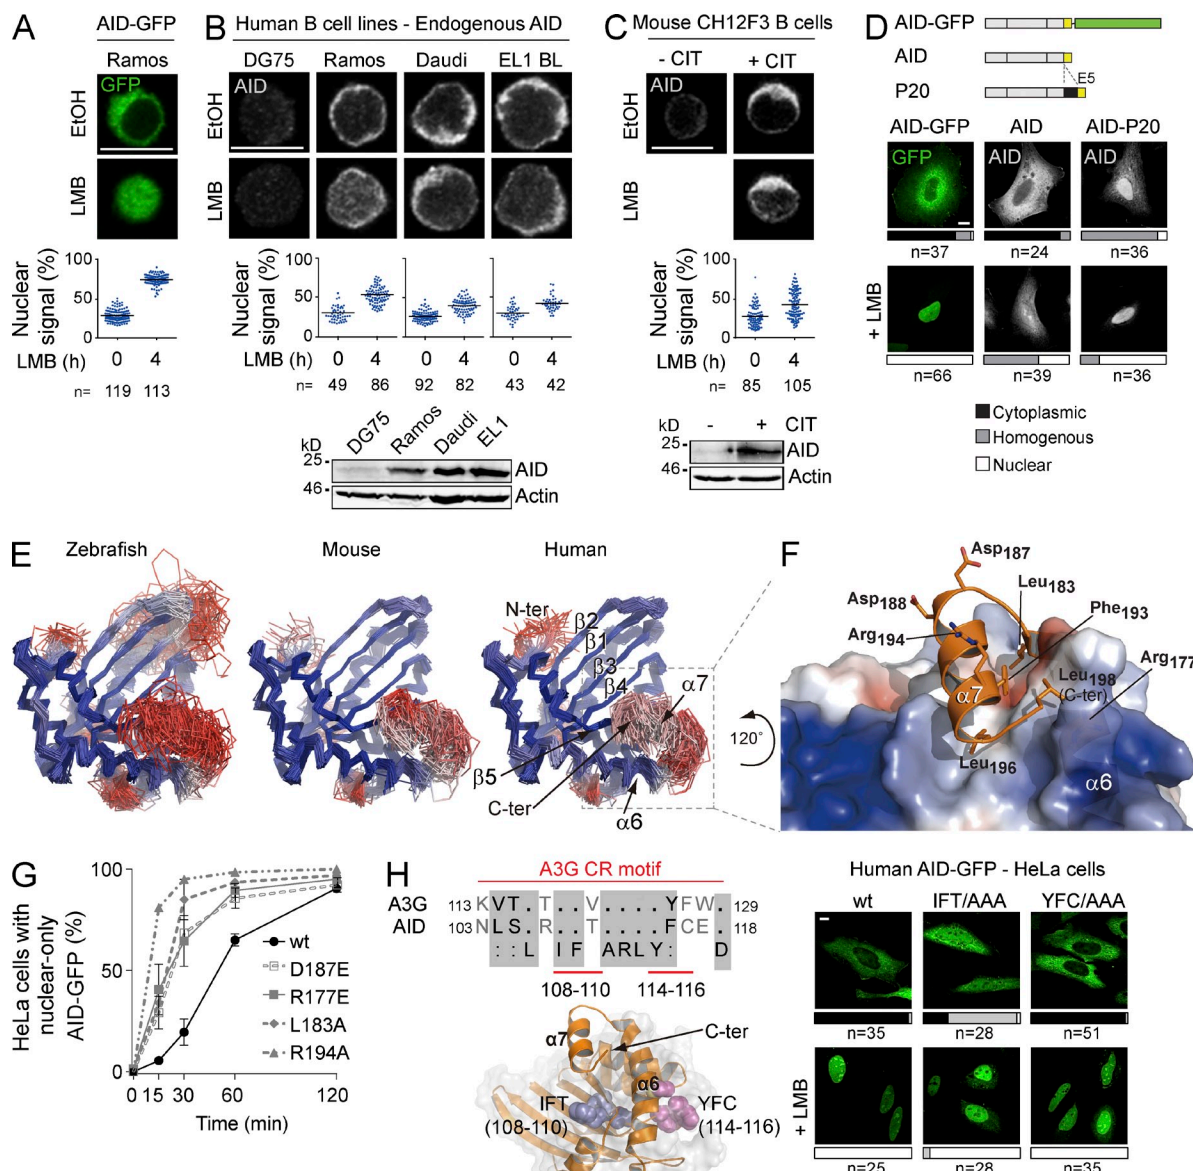 A
AID-GFP
Ramos
GFP
EtOH
LMB
Nuclear
signal (%)
100
50
0
LMB (h)
0
4
n=
119
113
B
Human B cell lines - Endogenous AID
DG75
Ramos
Daudi
EL1 BL
AID
EtOH
LMB
Nuclear
signal (%)
100
50
0
LMB (h)
0
4
0
4
0
4
n=
49
86
92
82
43
42
DG75
Ramos
Daudi
EL1
kD
25
AID
46
Actin
C
Mouse CH12F3 B cells
- CIT
+ CIT
AID
EtOH
LMB
Nuclear
signal (%)
100
50
0
LMB (h)
0
4
n=
85
105
kD
-
+
CIT
25
AID
46
Actin
D
AID-GFP
AID
E5
P20
AID-GFP
AID
AID-P20
GFP
AID
AID
n=37
n=24
n=36
+ LMB
n=66
n=39
n=36
Cytoplasmic
Homogenous
Nuclear
E
Zebrafish
Mouse
Human
N-ter
β2
β1
β3
β4
α7
β5
C-ter
α6
120°
F
Asp187
Leu183
Asp188
Phe193
Arg194
Arg177
Leu198
(C-ter)
α7
Leu196
α6
G
HeLa cells with
nuclear-only
AID-GFP (%)
100
50
0
wt
D187E
R177E
L183A
R194A
0 15 30 60 120
Time (min)
H
A3G CR motif
A3G 113 KVT.T.V....YFW. 129
AID 103 NLS.R.T....FCE. 118
: : L IF ARLY : D
108-110
114-116
α7
C-ter
α6
IFT
(108-110)
YFC
(114-116)
Human AID-GFP - HeLa cells
wt
IFT/AAA
YFC/AAA
n=35
n=28
n=51
+ LMB
n=25
n=28
n=35